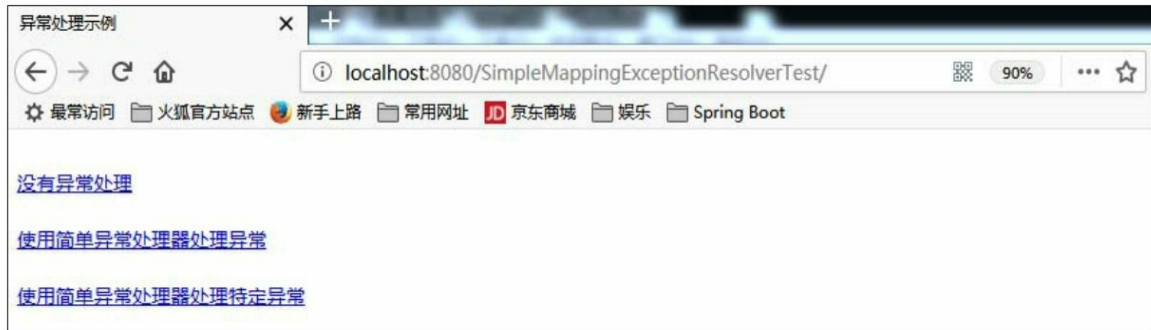 异常处理示例
localhost:8080/SimpleMappingExceptionResolverTest/ 90%
最常访问 火狐官方站点 新手上路 常用网址 JD 京东商城 娱乐 Spring Boot
没有异常处理
使用简单异常处理器处理异常
使用简单异常处理器处理特定异常